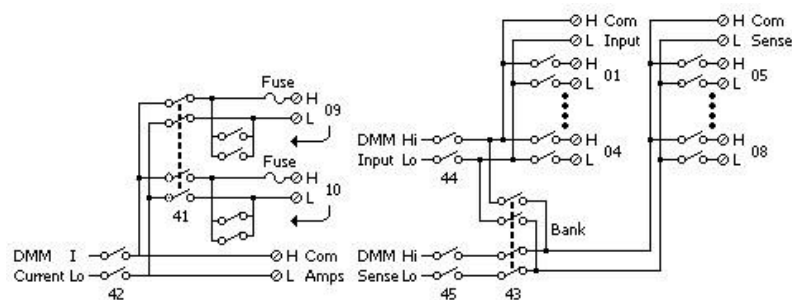 H Com
L Input
H
01
L
H
04
L
H Com
L Sense
H
05
L
H
08
L
Fuse
H
09
L
Fuse
H
10
L
41
DMM Hi
Input Lo
44
Bank
DMM I
Current Lo
42
H Com
L Amps
DMM Hi
Sense Lo
45
43